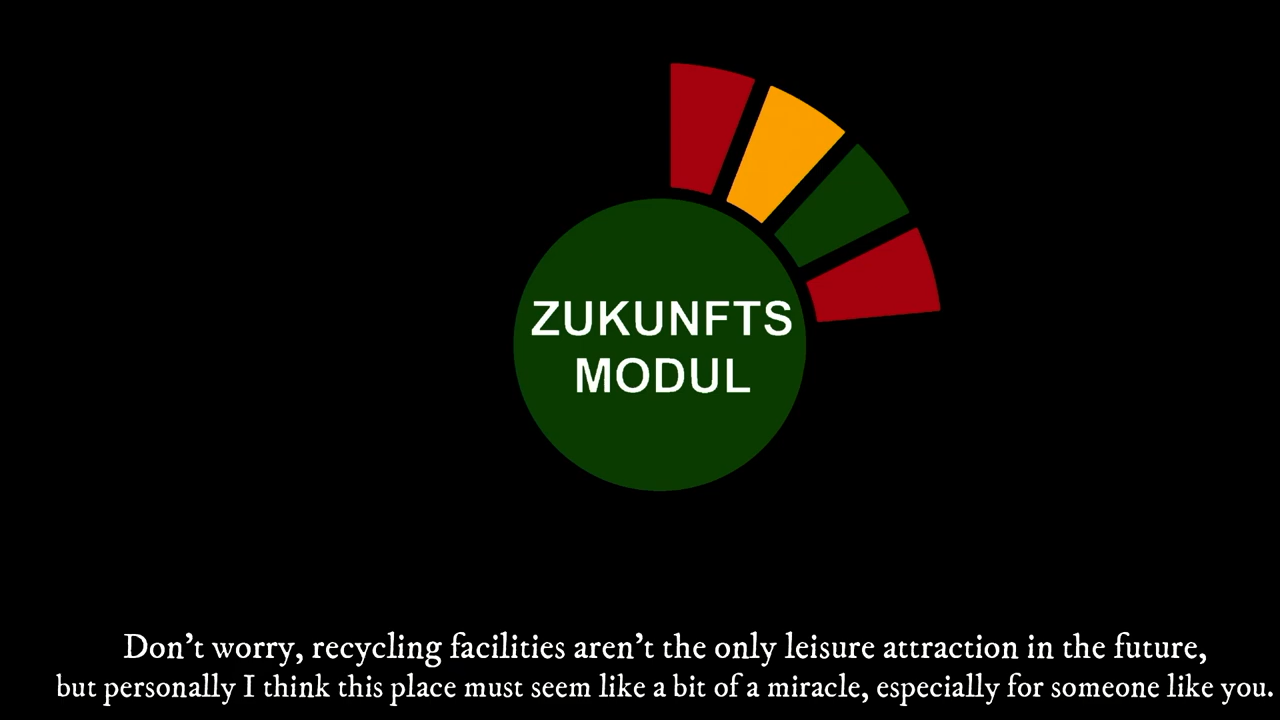 ZUKUNFTS
MODUL
Don't worry, recycling facilities aren't the only leisure attraction in the future,
but personally I think this place must seem like a bit of a miracle, especially for someone like you.